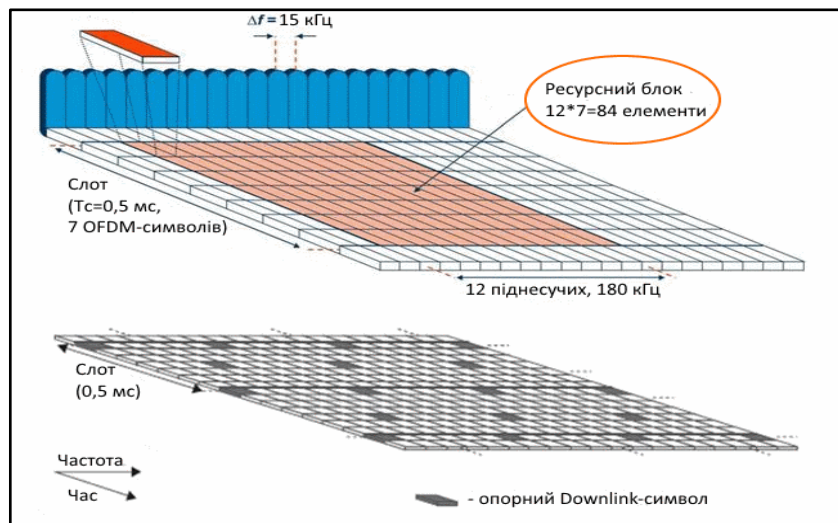 Δf = 15 кГц
Ресурсний блок
12*7=84 елементи
Слот
(Тс=0,5 мс,
7 OFDM-символів)
12 піднесучих, 180 кГц
Слот
(0,5 мс)
Частота
Час
- опорний Downlink-символ